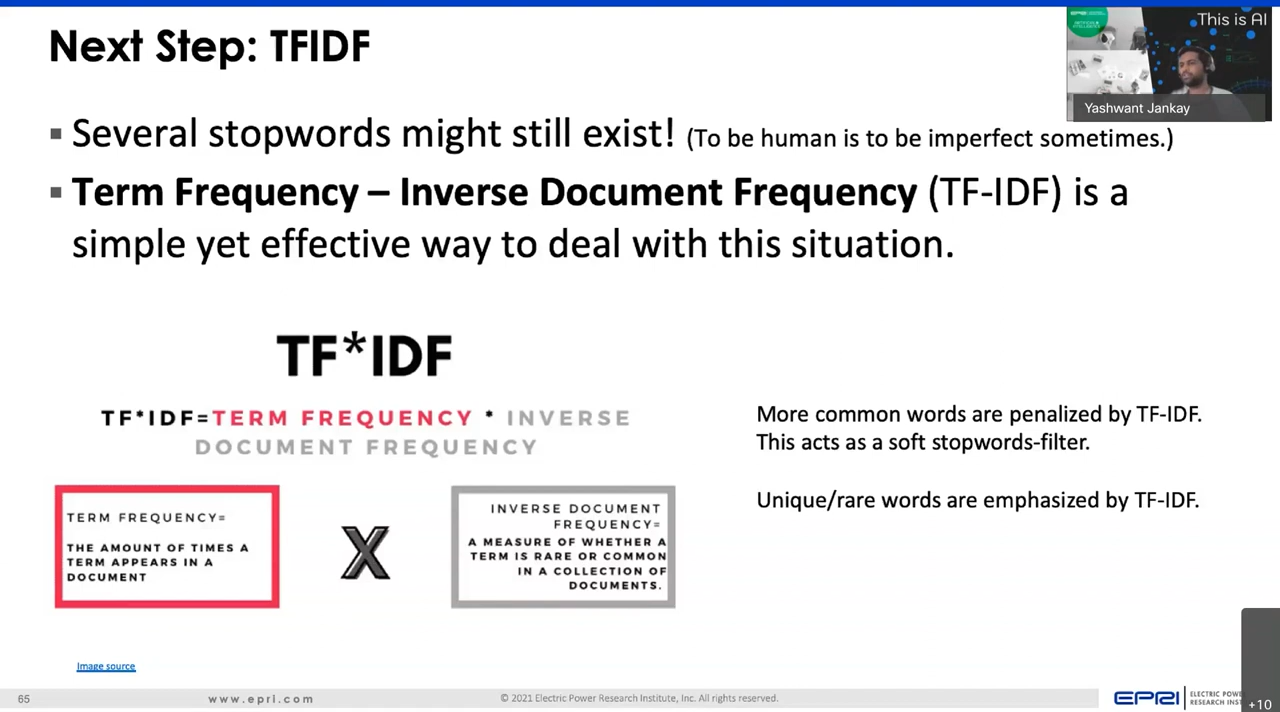 Next Step: TFIDF
This is AI
Yashwant Jankay
▪ Several stopwords might still exist! (To be human is to be imperfect sometimes.)
▪ Term Frequency – Inverse Document Frequency (TF-IDF) is a
simple yet effective way to deal with this situation.
TF*IDF
TF*IDF=TERM FREQUENCY * INVERSE
DOCUMENT FREQUENCY
TERM FREQUENCY=
THE AMOUNT OF TIMES A
TERM APPEARS IN A
DOCUMENT
X
INVERSE DOCUMENT
FREQUENCY=
A MEASURE OF WHETHER A
TERM IS RARE OR COMMON
IN A COLLECTION OF
DOCUMENTS.
More common words are penalized by TF-IDF.
This acts as a soft stopwords-filter.
Unique/rare words are emphasized by TF-IDF.
Image source
65
www.epri.com
© 2021 Electric Power Research Institute, Inc. All rights reserved.
EPRI
ELECTRIC POW
RESEARCH INST
+10